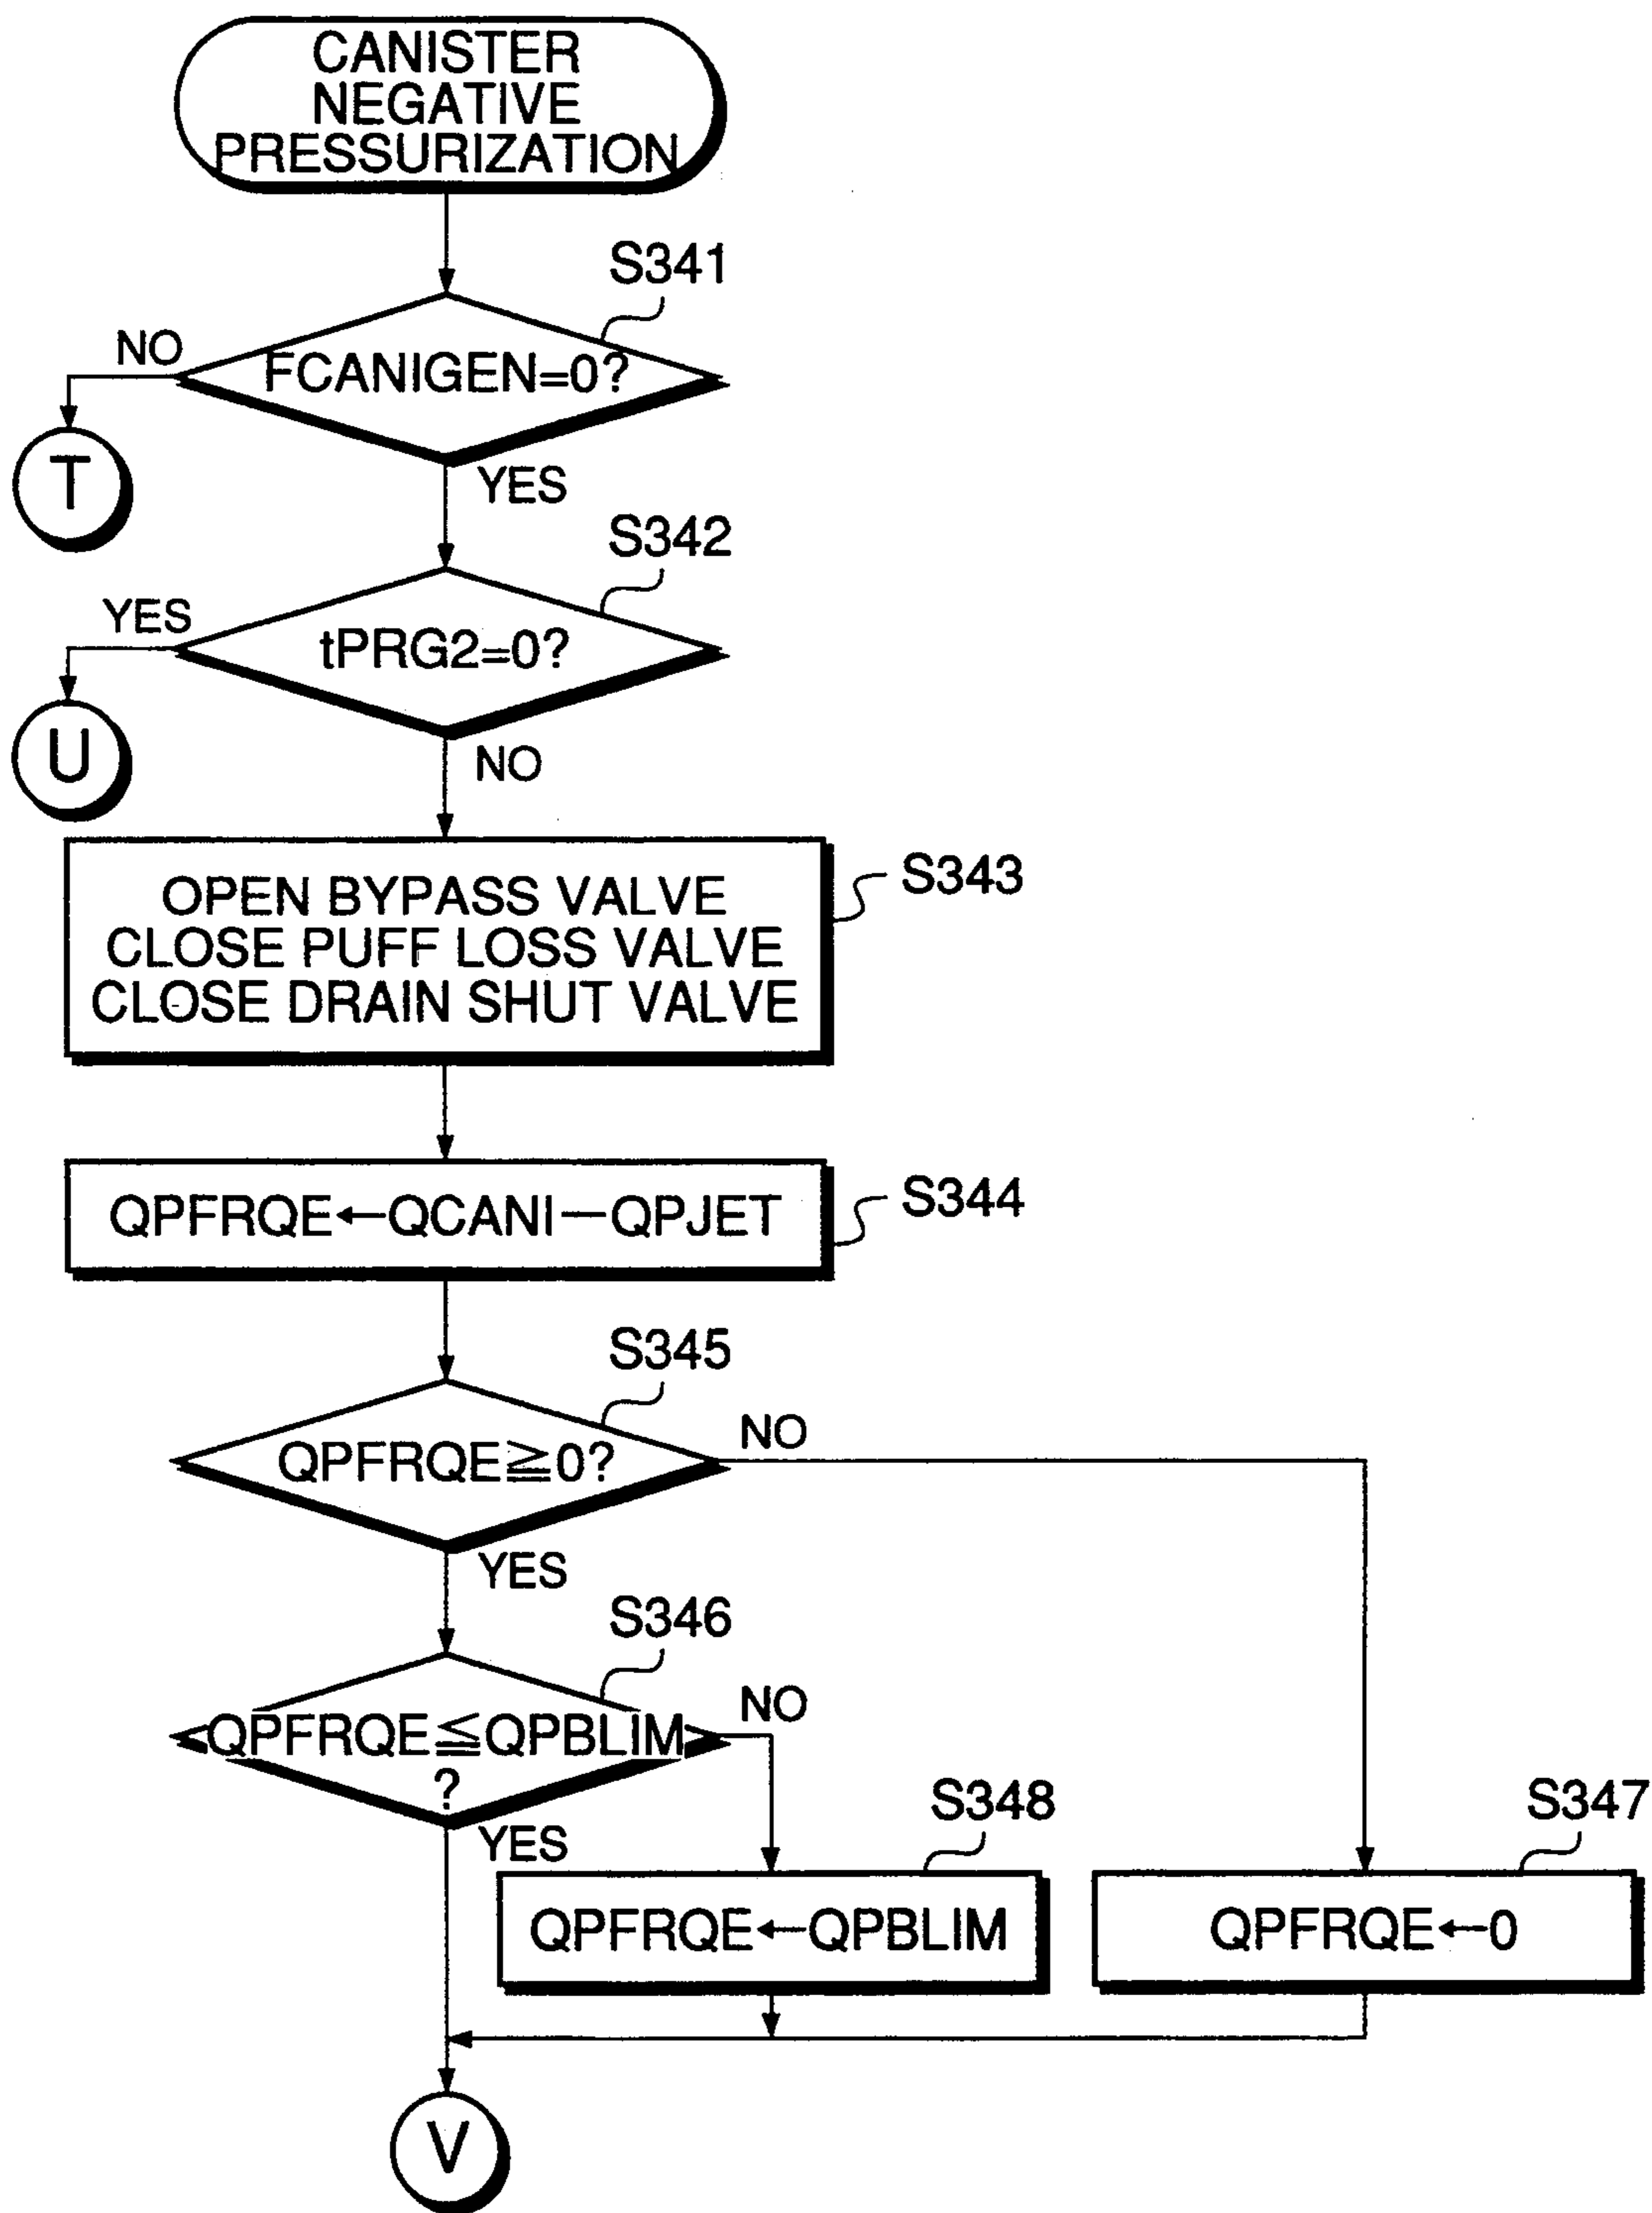 CANISTER
NEGATIVE
PRESSURIZATION
S341
NO
FCANIGEN=0?
T
YES
S342
YES
tPRG2=0?
U
NO
OPEN BYPASS VALVE
CLOSE PUFF LOSS VALVE
CLOSE DRAIN SHUT VALVE
S343
QPFRQE←QCANI—QPJET
S344
S345
NO
QPFRQE≧0?
YES
S346
NO
QPFRQE≦QPBLIM
?
YES
S348
S347
QPFRQE←QPBLIM
QPFRQE←0
V